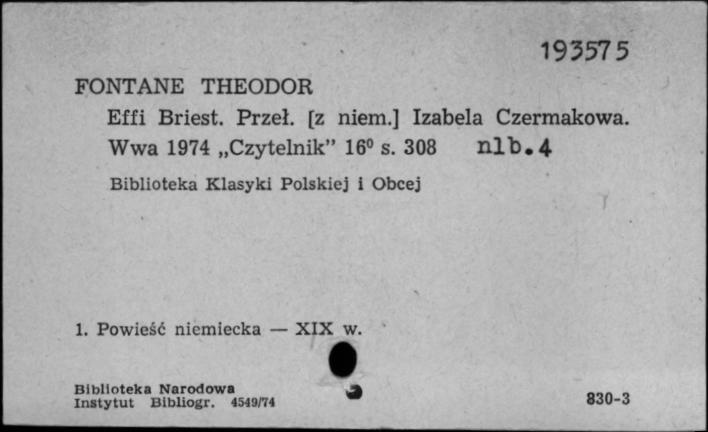 193575
FONTANE THEODOR
Effi Briest. Przeł. [z niem.] Izabela Czermakowa.
Wwa 1974 „Czytelnik” 16⁰ s. 308 nlb.4
Biblioteka Klasyki Polskiej i Obcej
1. Powieść niemiecka — XIX w.
Biblioteka Narodowa
Instytut Bibliogr. 4549/74
830-3